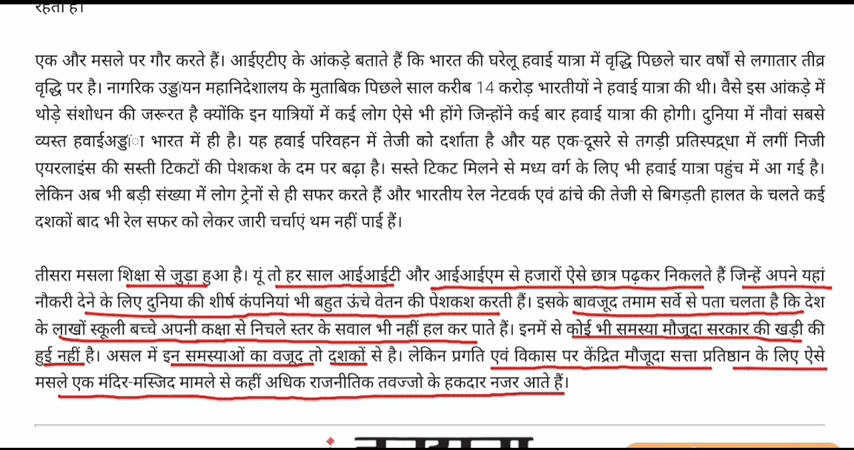 रहता है।
एक और मसले पर गौर करते हैं। आईएटीए के आंकड़े बताते हैं कि भारत की घरेलू हवाई यात्रा में वृद्धि पिछले चार वर्षों से लगातार तीव्र
वृद्धि पर है। नागरिक उड्डयन महानिदेशालय के मुताबिक पिछले साल करीब 14 करोड़ भारतीयों ने हवाई यात्रा की थी। वैसे इस आंकड़े में
थोड़े संशोधन की जरूरत है क्योंकि इन यात्रियों में कई लोग ऐसे भी होंगे जिन्होंने कई बार हवाई यात्रा की होगी। दुनिया में नौवां सबसे
व्यस्त हवाईअड्डा भारत में ही है। यह हवाई परिवहन में तेजी को दर्शाता है और यह एक-दूसरे से तगड़ी प्रतिस्पद्र्धा में लगीं निजी
एयरलाइंस की सस्ती टिकटों की पेशकश के दम पर बढ़ा है। सस्ते टिकट मिलने से मध्य वर्ग के लिए भी हवाई यात्रा पहुंच में आ गई है।
लेकिन अब भी बड़ी संख्या में लोग ट्रेनों से ही सफर करते हैं और भारतीय रेल नेटवर्क एवं ढांचे की तेजी से बिगड़ती हालत के चलते कई
दशकों बाद भी रेल सफर को लेकर जारी चर्चाएं थम नहीं पाई हैं।
तीसरा मसला शिक्षा से जुड़ा हुआ है। यूं तो हर साल आईआईटी और आईआईएम से हजारों ऐसे छात्र पढ़कर निकलते हैं जिन्हें अपने यहां
नौकरी देने के लिए दुनिया की शीर्ष कंपनियां भी बहुत ऊंचे वेतन की पेशकश करती हैं। इसके बावजूद तमाम सर्वे से पता चलता है कि देश
के लाखों स्कूली बच्चे अपनी कक्षा से निचले स्तर के सवाल भी नहीं हल कर पाते हैं। इनमें से कोई भी समस्या मौजूदा सरकार की खड़ी की
हुई नहीं है। असल में इन समस्याओं का वजूद तो दशकों से है। लेकिन प्रगति एवं विकास पर केंद्रित मौजूदा सत्ता प्रतिष्ठान के लिए ऐसे
मसले एक मंदिर-मस्जिद मामले से कहीं अधिक राजनीतिक तवज्जो के हकदार नजर आते हैं।